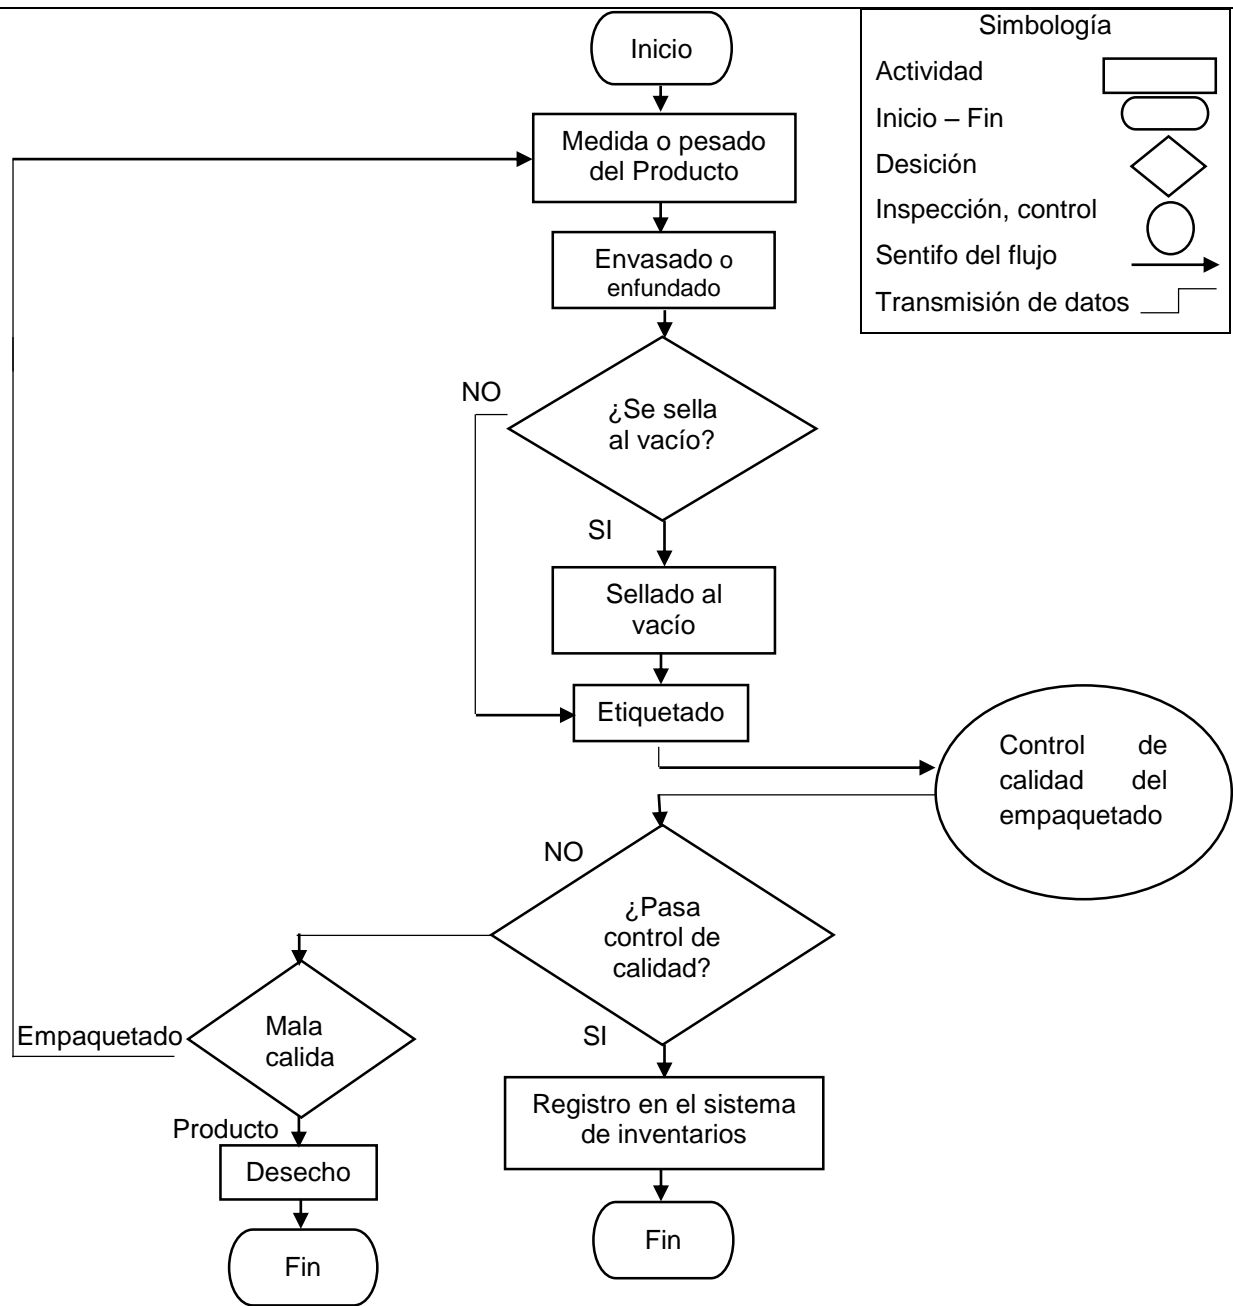 Inicio
Medida o pesado
del Producto
Envasado o
enfundado
NO
¿Se sella
al vacío?
SI
Sellado al
vacío
Etiquetado
Control de
calidad del
empaquetado
NO
¿Pasa
control de
calidad?
Empaquetado
Mala
calida
SI
Producto
Registro en el sistema
de inventarios
Desecho
Fin
Fin
Simbología
Actividad
Inicio – Fin
Desición
Inspección, control
Sentifo del flujo
Transmisión de datos